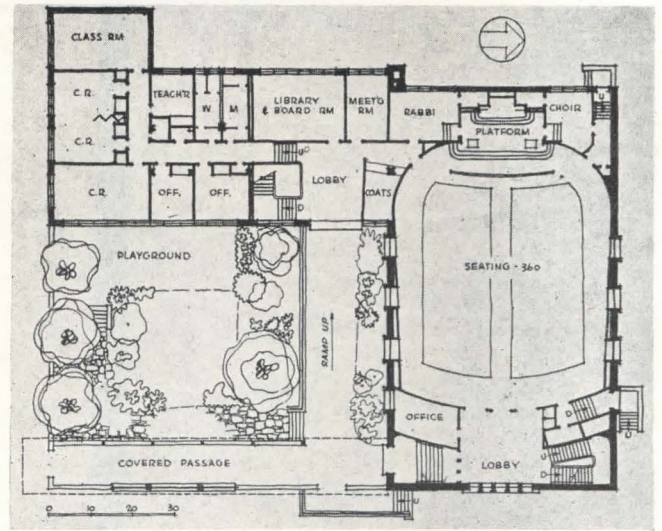 CLASS RM
C.R.
TEACH'R
W
M
LIBRARY
& BOARD RM
MEET'G
RM
RABBI
CHOIR
PLATFORM
U
C.R.
U
LOBBY
COATS
C.R.
OFF.
OFF.
D
PLAYGROUND
SEATING - 360
RAMP UP
OFFICE
D
U
U
COVERED PASSAGE
LOBBY
D
U
0 10 20 30